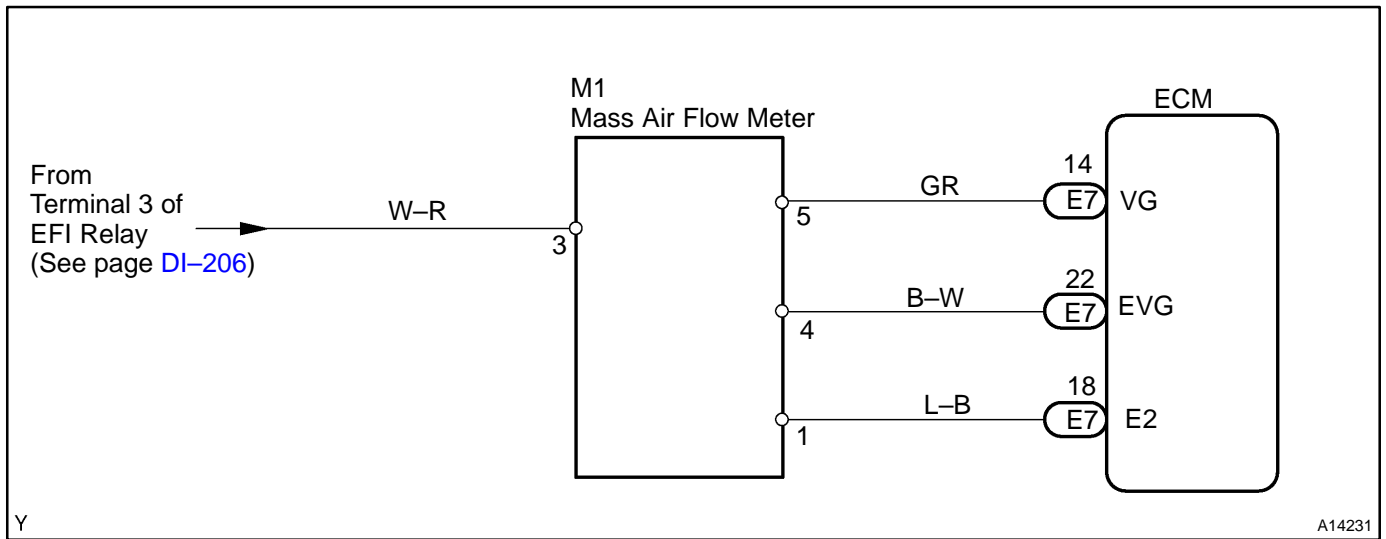 M1
Mass Air Flow Meter
ECM
From
Terminal 3 of
EFI Relay
(See page DI–206)
W–R
3
5
GR
14
E7
VG
4
B–W
22
E7
EVG
1
L–B
18
E7
E2
Y
A14231